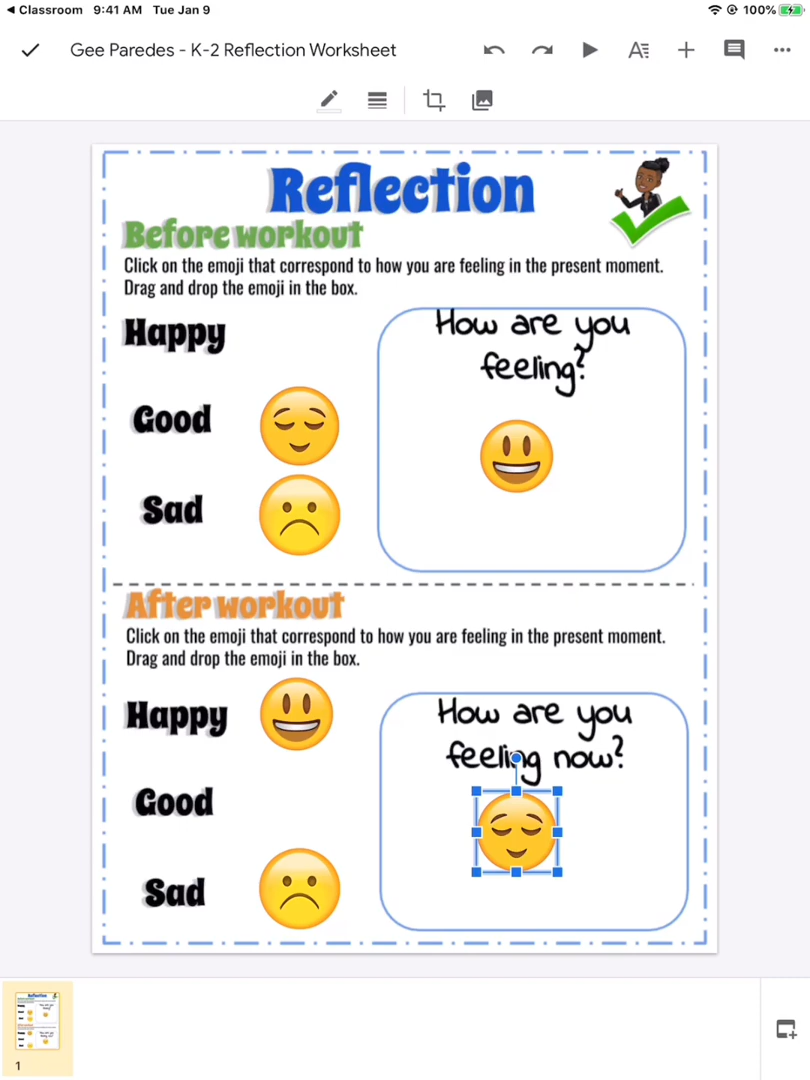 Classroom 9:41 AM Tue Jan 9 100%
Gee Paredes - K-2 Reflection Worksheet
Reflection
Before workout
Click on the emoji that correspond to how you are feeling in the present moment.
Drag and drop the emoji in the box.
Happy
Good
Sad
How are you
feeling?
After workout
Click on the emoji that correspond to how you are feeling in the present moment.
Drag and drop the emoji in the box.
Happy
Good
Sad
How are you
feeling now?
1